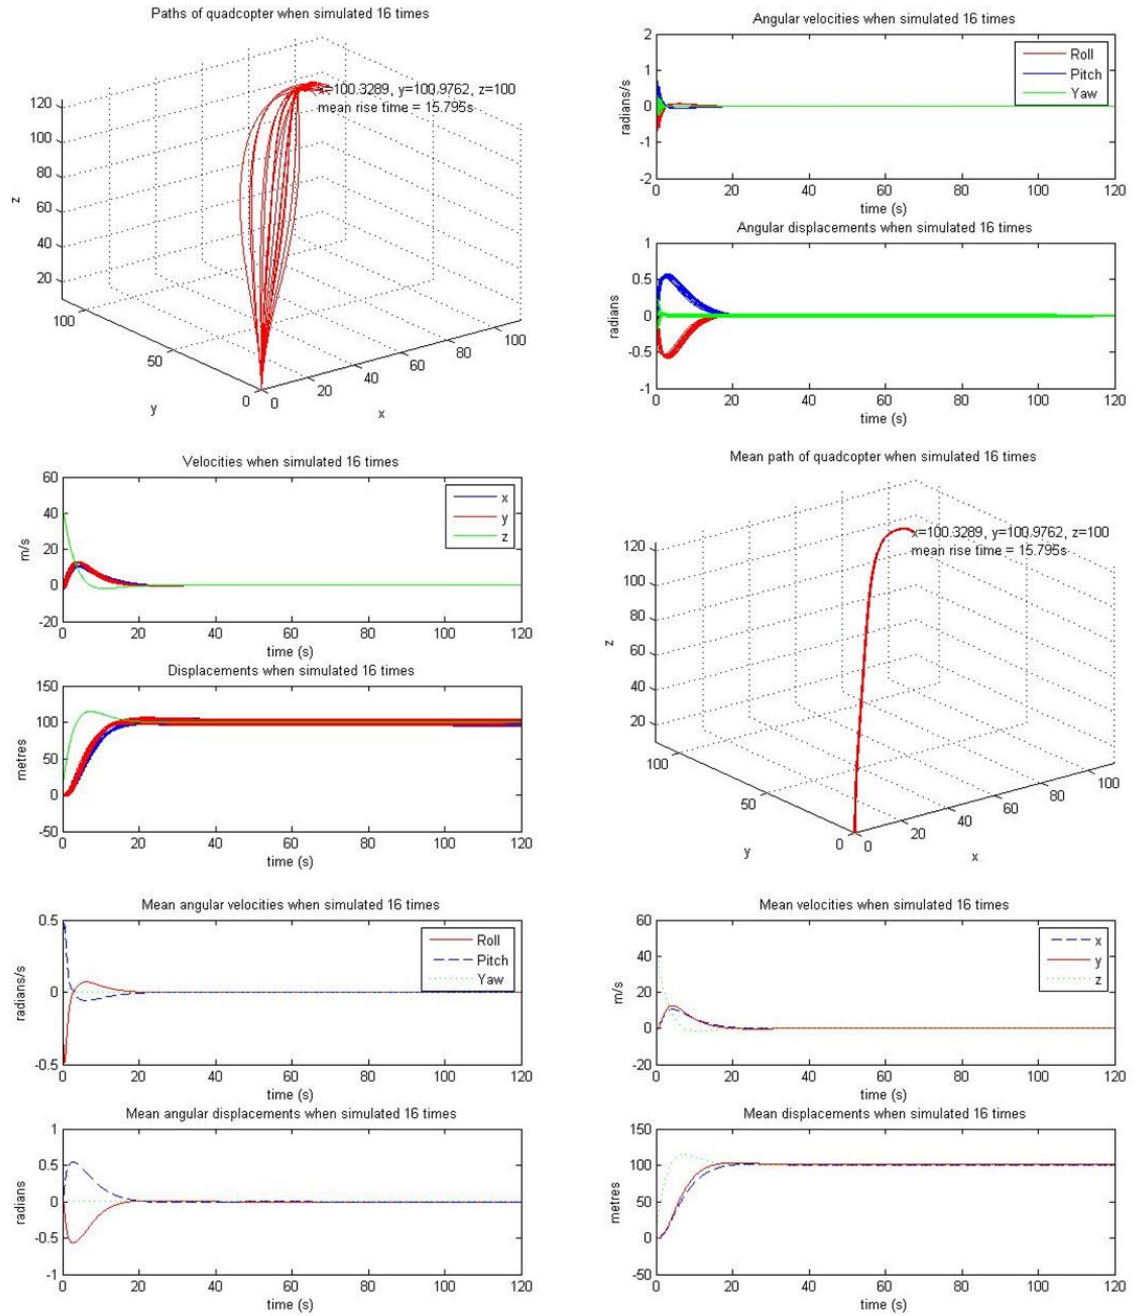 Paths of quadcopter when simulated 16 times
x=100.3289, y=100.9762, z=100
mean rise time = 15.795s
120
100
80
60
40
20
z
100
50
0
y
0
20
40
60
80
100
x
Angular velocities when simulated 16 times
2
1
0
-1
-2
radians/s
Roll
Pitch
Yaw
0 20 40 60 80 100 120
time (s)
Angular displacements when simulated 16 times
1
0.5
0
-0.5
-1
radians
0 20 40 60 80 100 120
time (s)
Velocities when simulated 16 times
60
40
20
0
-20
m/s
x
y
z
0 20 40 60 80 100 120
time (s)
Displacements when simulated 16 times
150
100
50
0
-50
metres
0 20 40 60 80 100 120
time (s)
Mean path of quadcopter when simulated 16 times
x=100.3289, y=100.9762, z=100
mean rise time = 15.795s
120
100
80
60
40
20
z
100
50
0
y
0
20
40
60
80
100
x
Mean angular velocities when simulated 16 times
0.5
0
-0.5
radians/s
Roll
Pitch
Yaw
0 20 40 60 80 100 120
time (s)
Mean angular displacements when simulated 16 times
1
0.5
0
-0.5
-1
radians
0 20 40 60 80 100 120
time (s)
Mean velocities when simulated 16 times
60
40
20
0
-20
m/s
x
y
z
0 20 40 60 80 100 120
time (s)
Mean displacements when simulated 16 times
150
100
50
0
-50
metres
0 20 40 60 80 100 120
time (s)